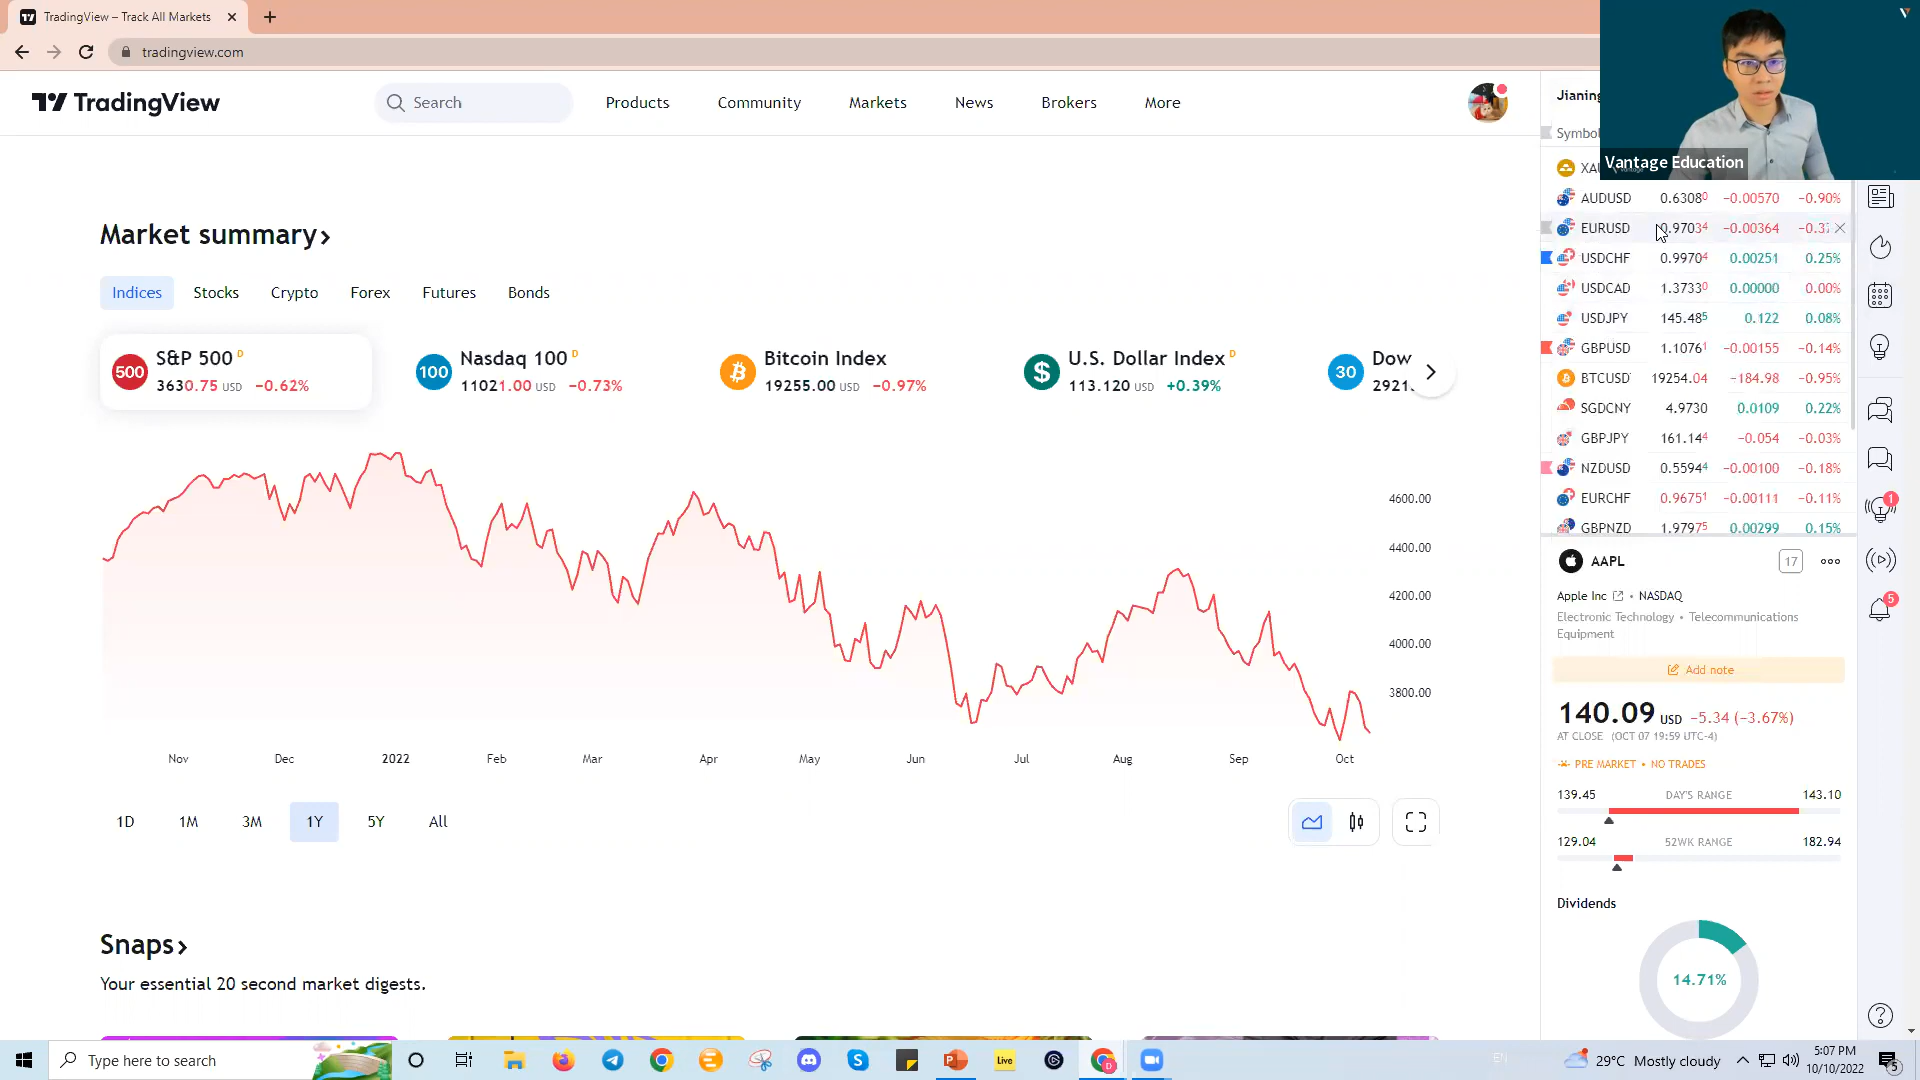 TradingView – Track All Markets
tradingview.com
TradingView
Search
Products
Community
Markets
News
Brokers
More
Vantage Education
Market summary
Indices
Stocks
Crypto
Forex
Futures
Bonds
500
S&P 500 D
3630.75 USD −0.62%
100
Nasdaq 100 D
11021.00 USD −0.73%
Bitcoin Index
19255.00 USD −0.97%
U.S. Dollar Index D
113.120 USD +0.39%
30
Dow
4600.00
4400.00
4200.00
4000.00
3800.00
Nov Dec 2022 Feb Mar Apr May Jun Jul Aug Sep Oct
1D 1M 3M 1Y 5Y All
Snaps
Your essential 20 second market digests.
Jianing
Symbol
AUDUSD 0.63080 −0.00570 −0.90%
EURUSD 0.97034 −0.00364 −0.37
USDCHF 0.99704 0.00251 0.25%
USDCAD 1.37330 0.00000 0.00%
USDJPY 145.485 0.122 0.08%
GBPUSD 1.10761 −0.00155 −0.14%
BTCUSD 19254.04 −184.98 −0.95%
SGDCNY 4.9730 0.0109 0.22%
GBPJPY 161.144 −0.054 −0.03%
NZDUSD 0.55944 −0.00100 −0.18%
EURCHF 0.96751 −0.00111 −0.11%
GBPNZD 1.97975 0.00299 0.15%
AAPL
17
Apple Inc • NASDAQ
Electronic Technology • Telecommunications
Equipment
Add note
140.09 USD −5.34 (−3.67%)
AT CLOSE (OCT 07 19:59 UTC-4)
PRE MARKET • NO TRADES
139.45 DAY'S RANGE 143.10
129.04 52WK RANGE 182.94
Dividends
14.71%
1
5
Type here to search
Live
29°C Mostly cloudy
5:07 PM
10/10/2022
5